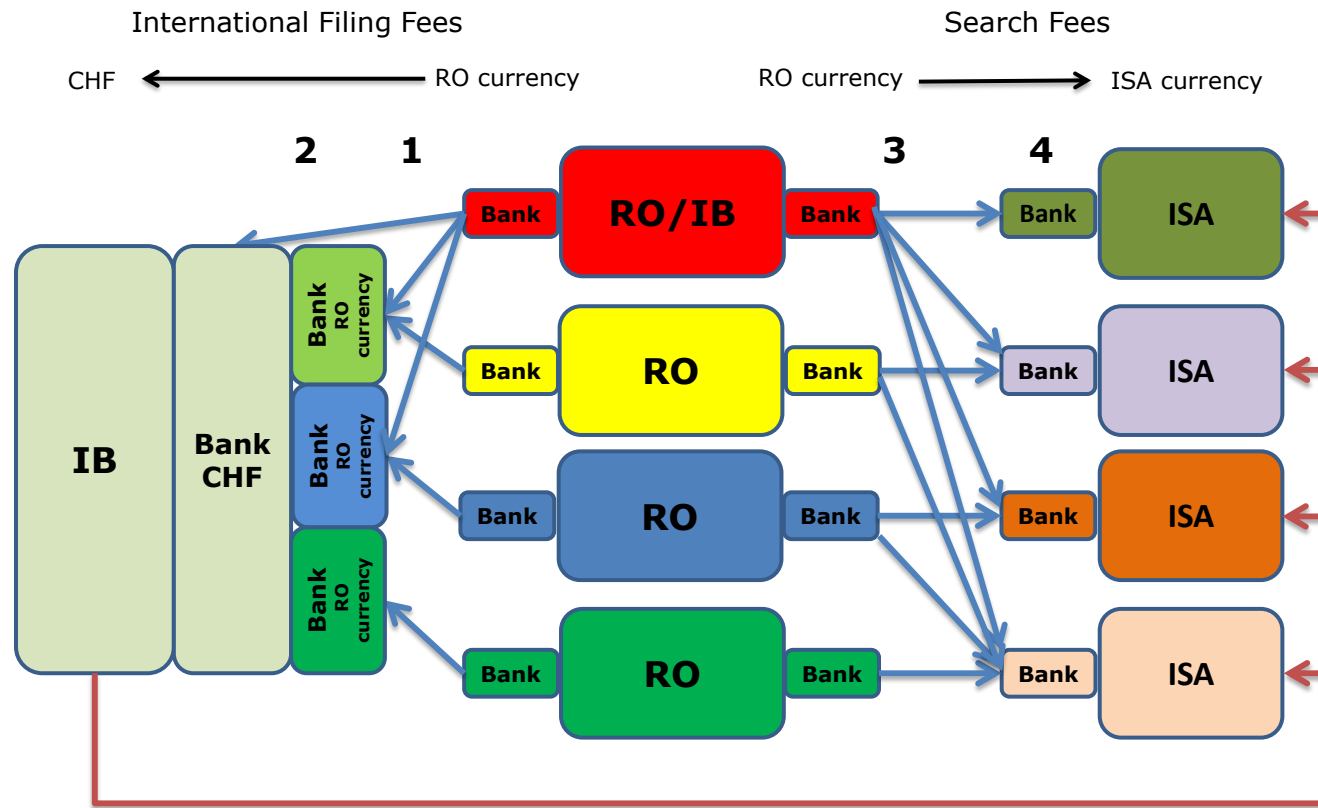 International Filing Fees
Search Fees
CHF
RO currency
RO currency
ISA currency
2
1
3
4
Bank
RO/IB
Bank
Bank
ISA
IB
Bank
CHF
Bank
RO
currency
Bank
RO
currency
Bank
RO
currency
Bank
RO
Bank
Bank
ISA
Bank
RO
Bank
Bank
ISA
Bank
RO
Bank
Bank
ISA